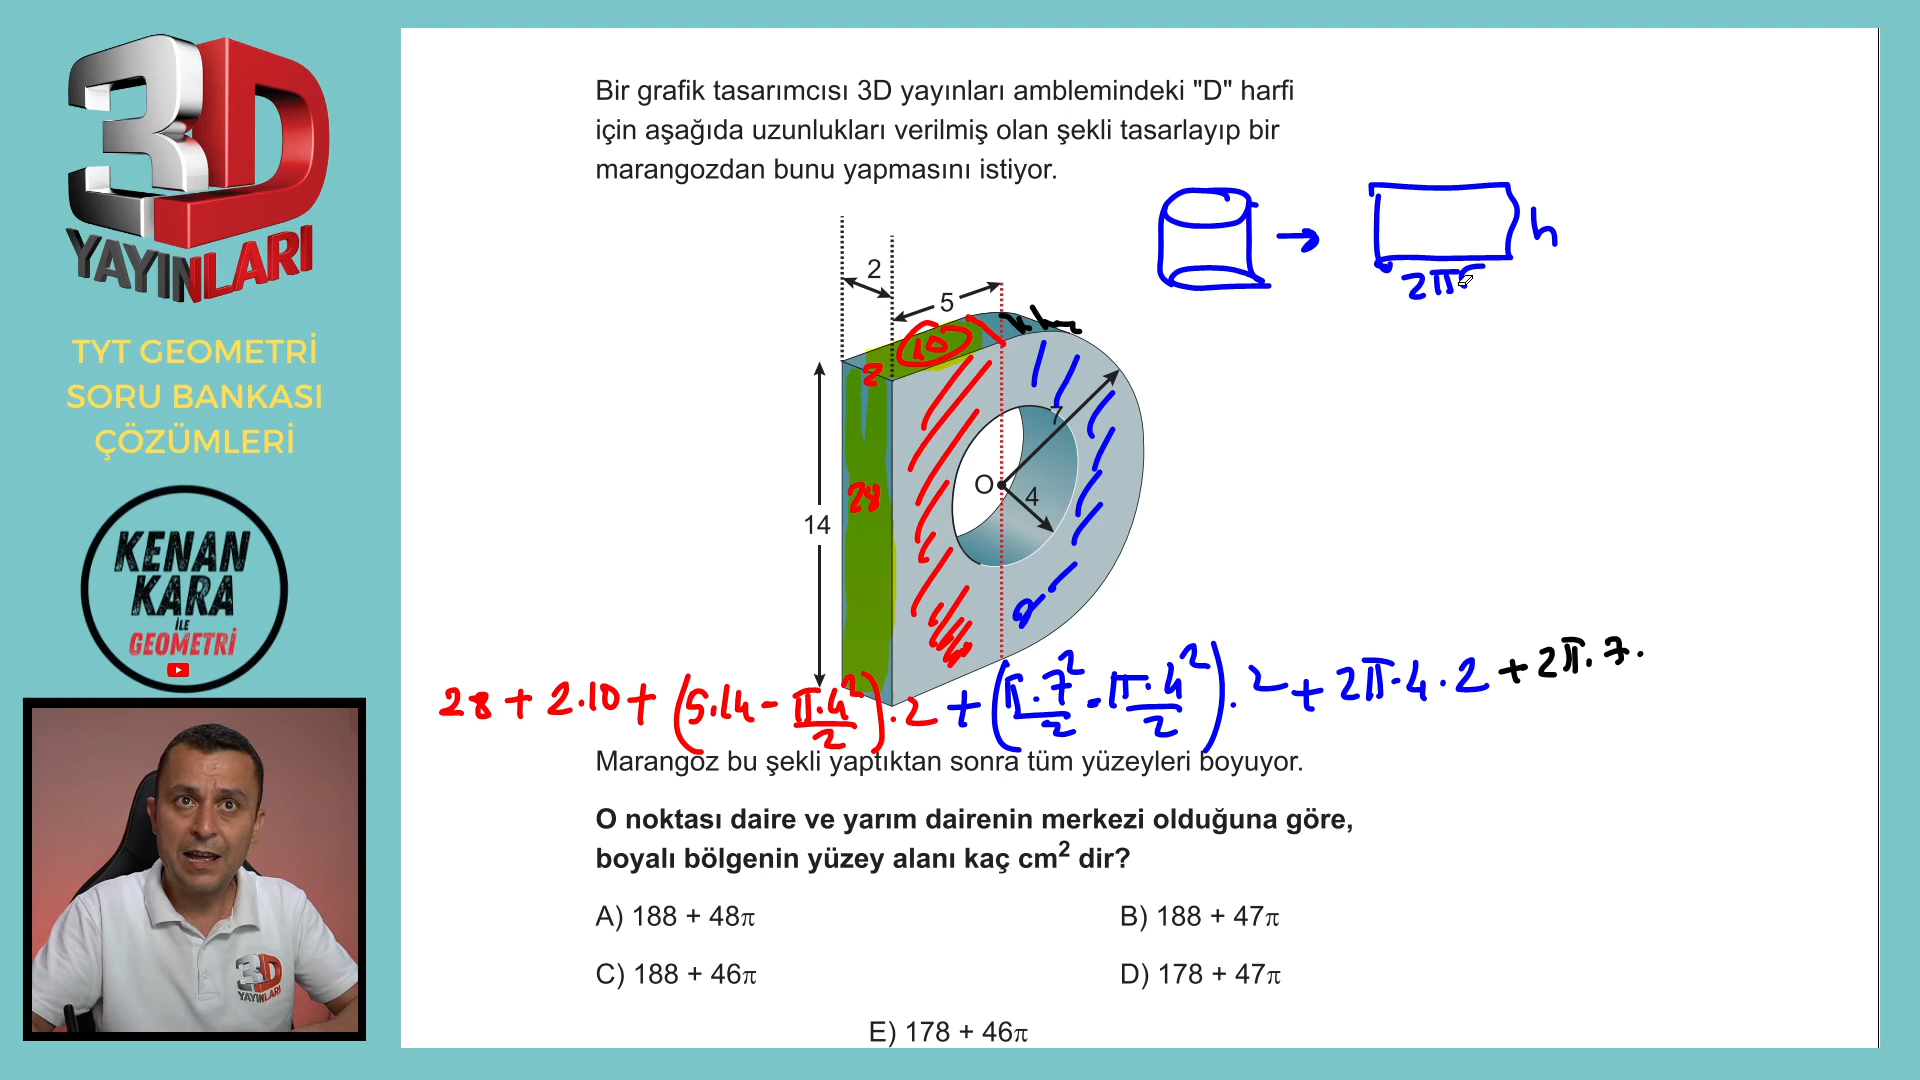 3D
YAYINLARI
TYT GEOMETRİ
SORU BANKASI
ÇÖZÜMLERİ
KENAN
KARA
İLE
GEOMETRİ
3D
YAYINLARI
Bir grafik tasarımcısı 3D yayınları amblemindeki "D" harfi
için aşağıda uzunlukları verilmiş olan şekli tasarlayıp bir
marangozdan bunu yapmasını istiyor.
h
2πr
2
5
10
2
7
28
O
4
14
28 + 2.10 + (5.14 - π.4²/2).2 + (π.7²/2 - π.4²/2).2 + 2π.4.2 + 2π.7.
Marangoz bu şekli yaptıktan sonra tüm yüzeyleri boyuyor.
O noktası daire ve yarım dairenin merkezi olduğuna göre,
boyalı bölgenin yüzey alanı kaç cm² dir?
A) 188 + 48π
B) 188 + 47π
C) 188 + 46π
D) 178 + 47π
E) 178 + 46π